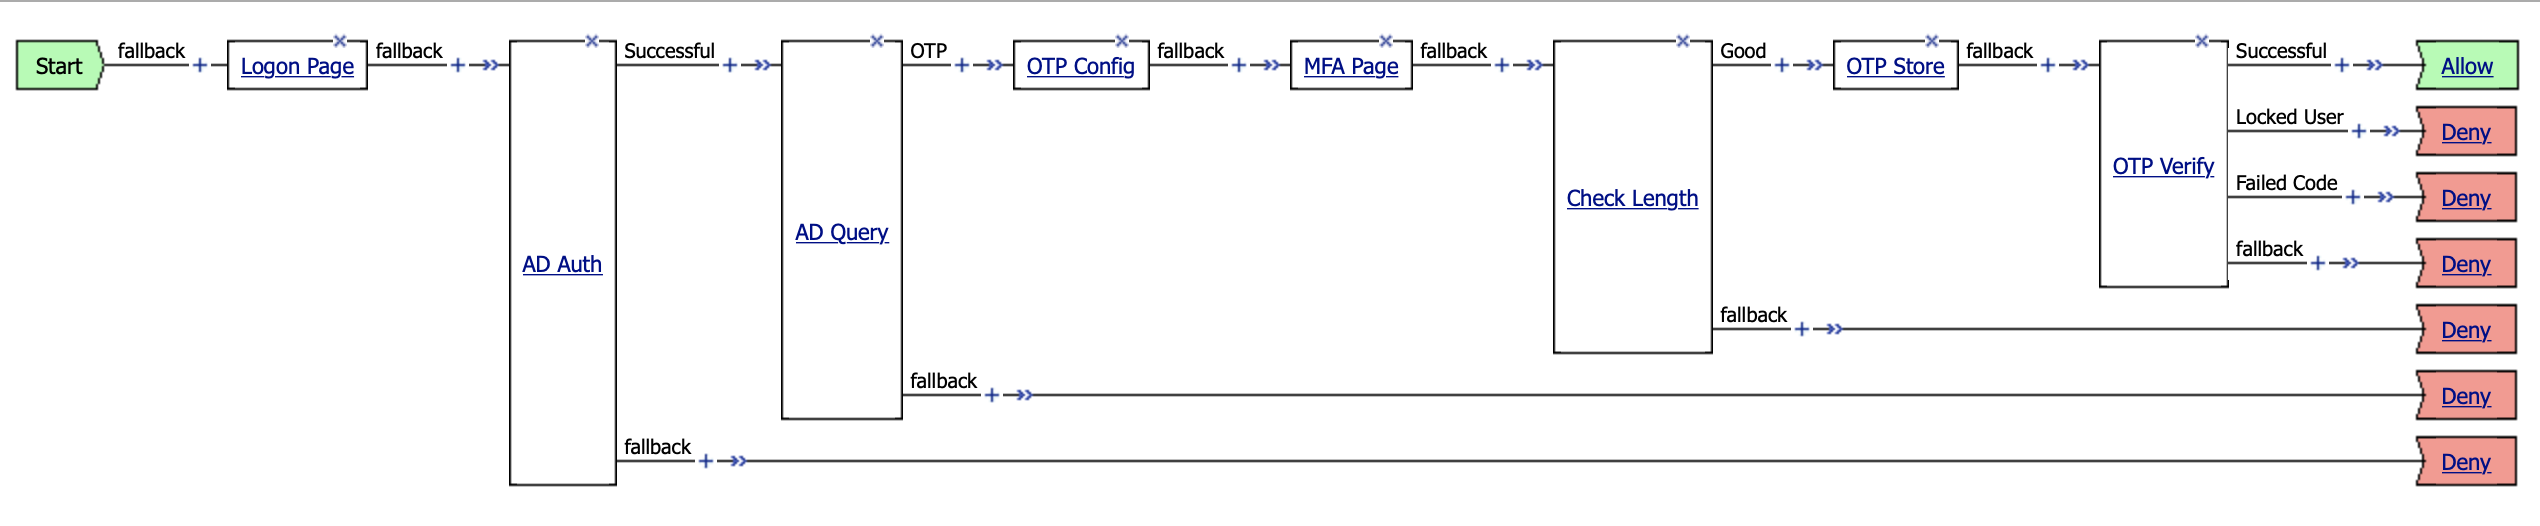 Start
fallback
Logon Page
fallback
AD Auth
Successful
AD Query
OTP
OTP Config
fallback
MFA Page
fallback
Check Length
Good
OTP Store
fallback
OTP Verify
Successful
Allow
Locked User
Deny
Failed Code
Deny
fallback
Deny
fallback
Deny
fallback
Deny
fallback
Deny